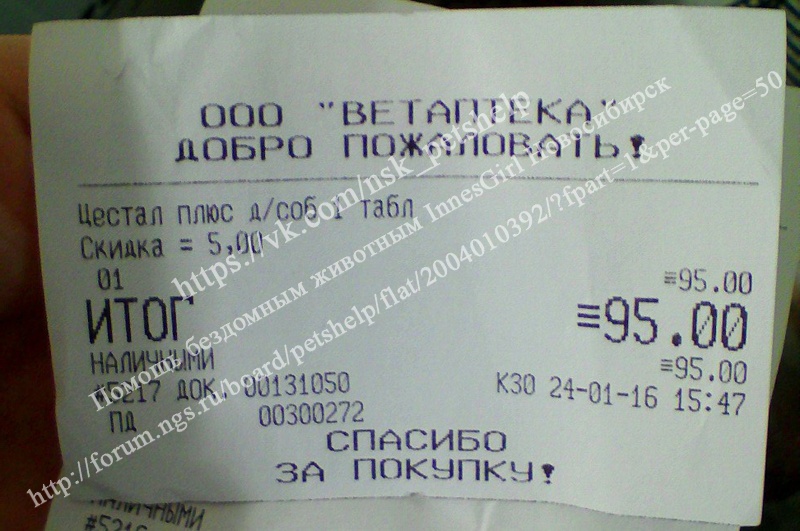 ООО "ВЕТАПТЕКА"
ДОБРО ПОЖАЛОВАТЬ!
Цестал плюс д/соб 1 табл
Скидка = 5,00
01 ≡95.00
ИТОГ ≡95.00
НАЛИЧНЫМИ ≡95.00
#5217 ДОК. 00131050 К30 24-01-16 15:47
ПД 00300272
СПАСИБО
ЗА ПОКУПКУ!
НАЛИЧНЫМИ
#5216
https://vk.com/nsk_petshelp
Помощь бездомным животным InnesGirl Новосибирск
http://forum.ngs.ru/board/petshelp/flat/2004010392/?fpart=1&per-page=50